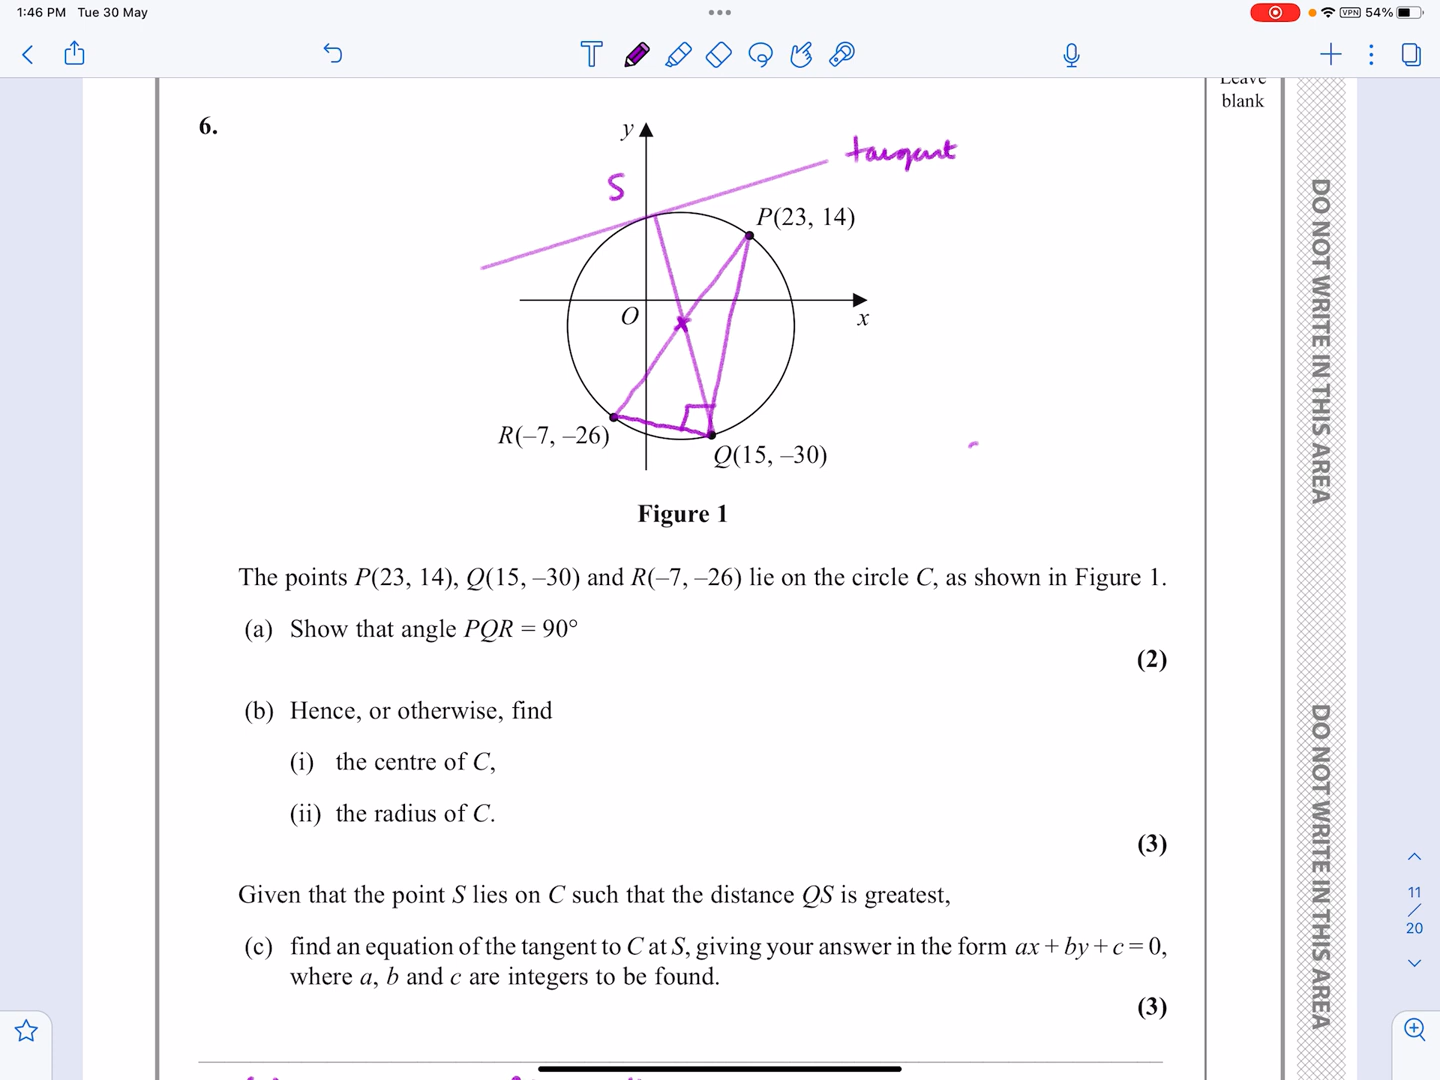 1:46 PM Tue 30 May
VPN 54%
Leave
blank
6.
y
tangent
S
P(23, 14)
O
x
R(–7, –26)
Q(15, –30)
Figure 1
The points P(23, 14), Q(15, –30) and R(–7, –26) lie on the circle C, as shown in Figure 1.
(a) Show that angle PQR = 90°
(2)
(b) Hence, or otherwise, find
(i) the centre of C,
(ii) the radius of C.
(3)
Given that the point S lies on C such that the distance QS is greatest,
(c) find an equation of the tangent to C at S, giving your answer in the form ax + by + c = 0,
where a, b and c are integers to be found.
(3)
DO NOT WRITE IN THIS AREA
DO NOT WRITE IN THIS AREA
11
/
20